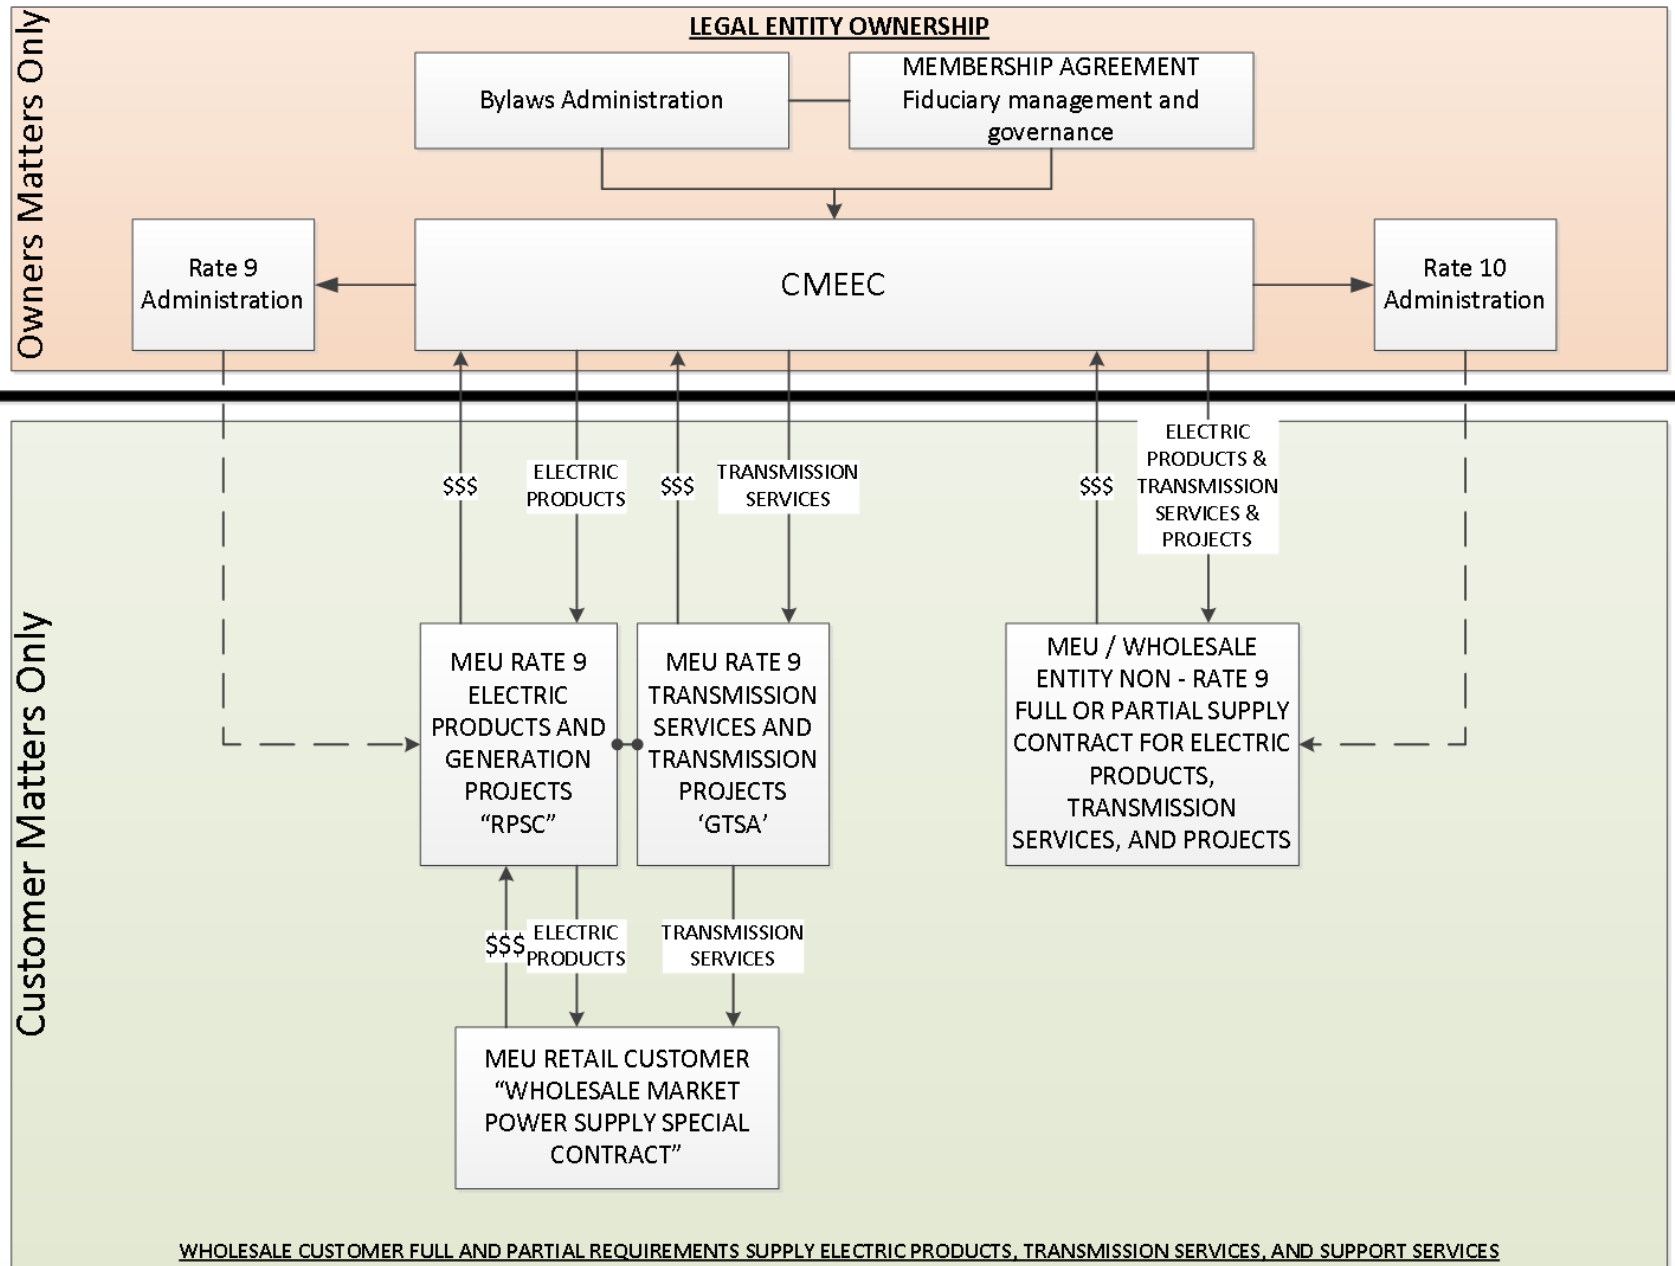 LEGAL ENTITY OWNERSHIP
Owners Matters Only
Bylaws Administration
MEMBERSHIP AGREEMENT
Fiduciary management and
governance
Rate 9
Administration
CMEEC
Rate 10
Administration
Customer Matters Only
$$$
ELECTRIC
PRODUCTS
$$$
TRANSMISSION
SERVICES
$$$
ELECTRIC
PRODUCTS &
TRANSMISSION
SERVICES &
PROJECTS
MEU RATE 9
ELECTRIC
PRODUCTS AND
GENERATION
PROJECTS
“RPSC”
MEU RATE 9
TRANSMISSION
SERVICES AND
TRANSMISSION
PROJECTS
‘GTSA’
MEU / WHOLESALE
ENTITY NON - RATE 9
FULL OR PARTIAL SUPPLY
CONTRACT FOR ELECTRIC
PRODUCTS,
TRANSMISSION
SERVICES, AND PROJECTS
$$$
ELECTRIC
PRODUCTS
TRANSMISSION
SERVICES
MEU RETAIL CUSTOMER
“WHOLESALE MARKET
POWER SUPPLY SPECIAL
CONTRACT”
WHOLESALE CUSTOMER FULL AND PARTIAL REQUIREMENTS SUPPLY ELECTRIC PRODUCTS, TRANSMISSION SERVICES, AND SUPPORT SERVICES